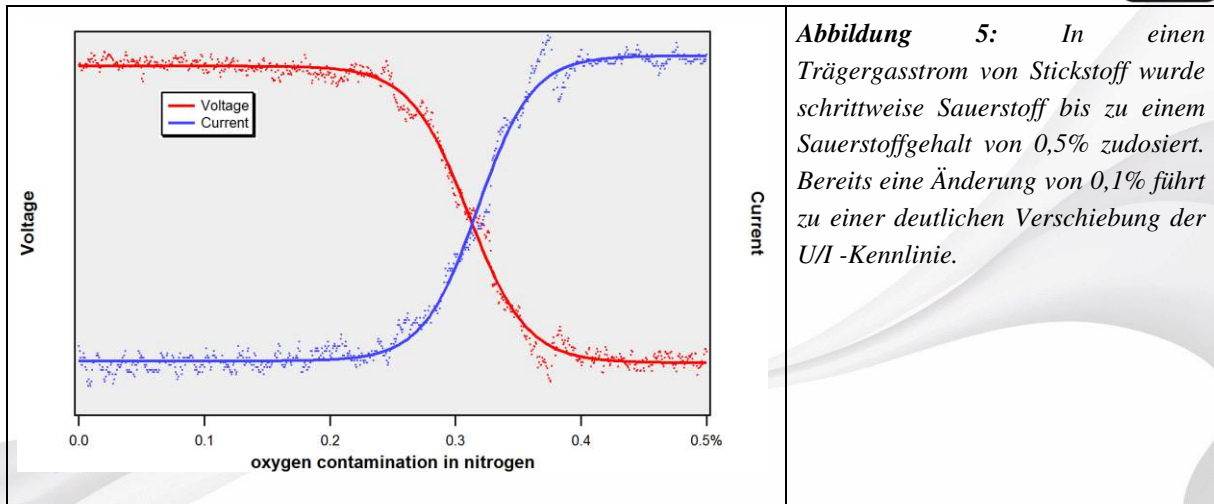 Voltage
Current
Voltage
Current
0.0
0.1
0.2
0.3
0.4
0.5%
oxygen contamination in nitrogen
Abbildung 5: In einen
Trägergasstrom von Stickstoff wurde
schrittweise Sauerstoff bis zu einem
Sauerstoffgehalt von 0,5% zudosiert.
Bereits eine Änderung von 0,1% führt
zu einer deutlichen Verschiebung der
U/I -Kennlinie.